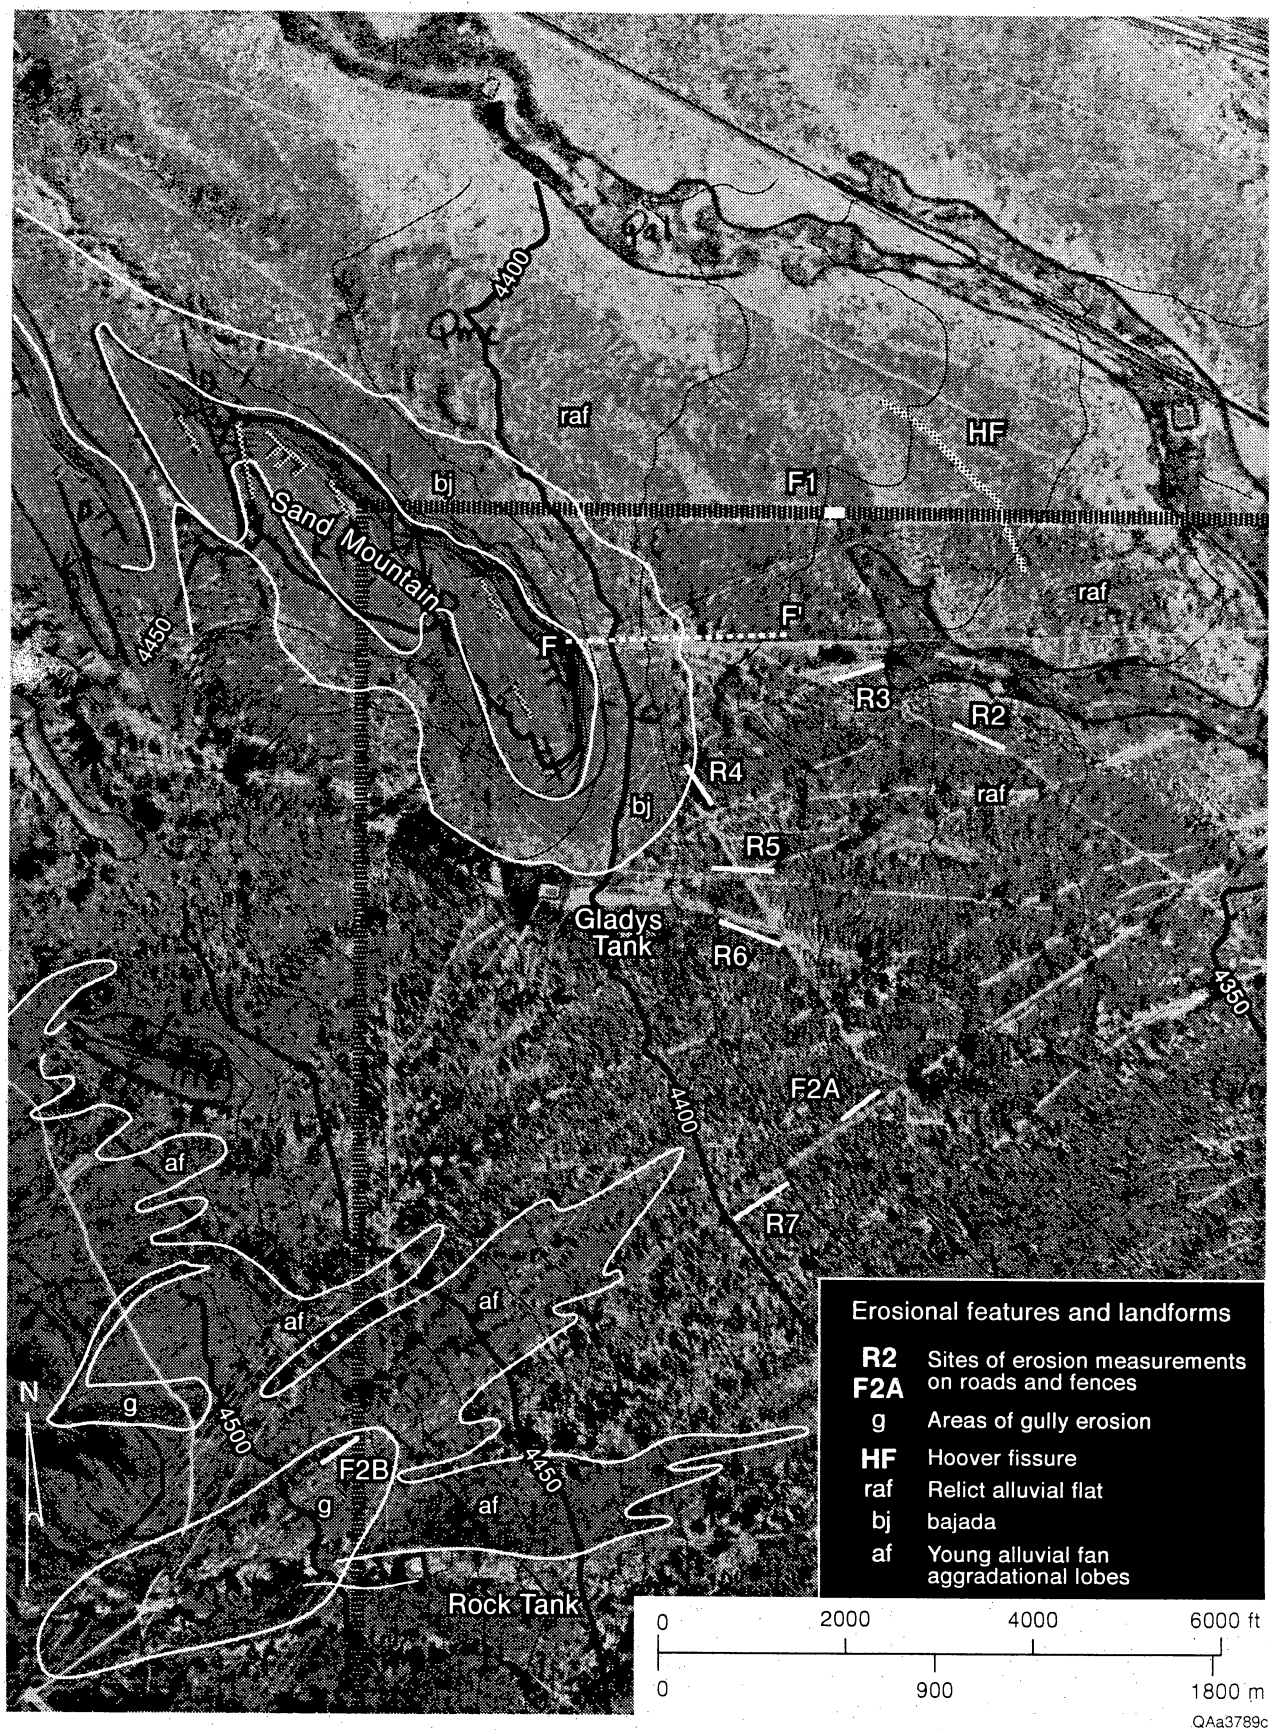 Qal
4400
Qmc
raf
HF
bj
F1
Sand Mountain
raf
F'
F
4450
R3
R2
R4
raf
bj
R5
Gladys
Tank
R6
4350
F2A
4400
af
R7
af
af
N
g
4500
F2B
4450
g
af
Rock Tank
Erosional features and landforms
R2 Sites of erosion measurements
F2A on roads and fences
g Areas of gully erosion
HF Hoover fissure
raf Relict alluvial flat
bj bajada
af Young alluvial fan
aggradational lobes
0 2000 4000 6000 ft
0 900 1800 m
QAa3789c